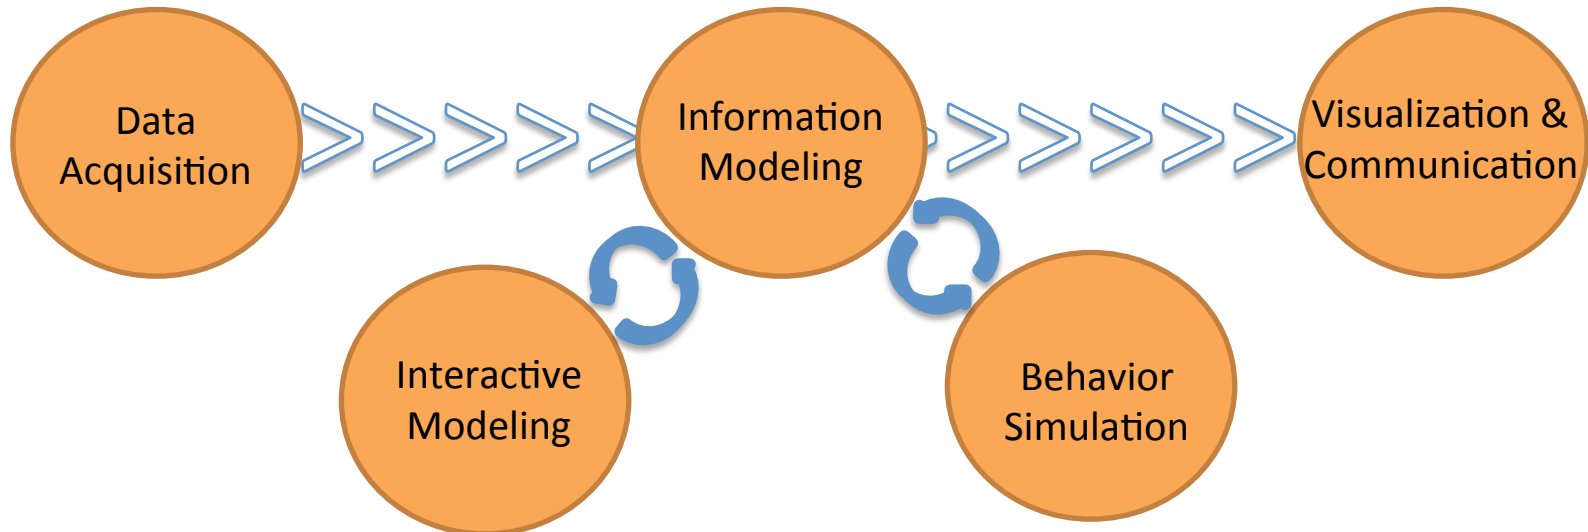 Data
Acquisition
Information
Modeling
Visualization &
Communication
Interactive
Modeling
Behavior
Simulation